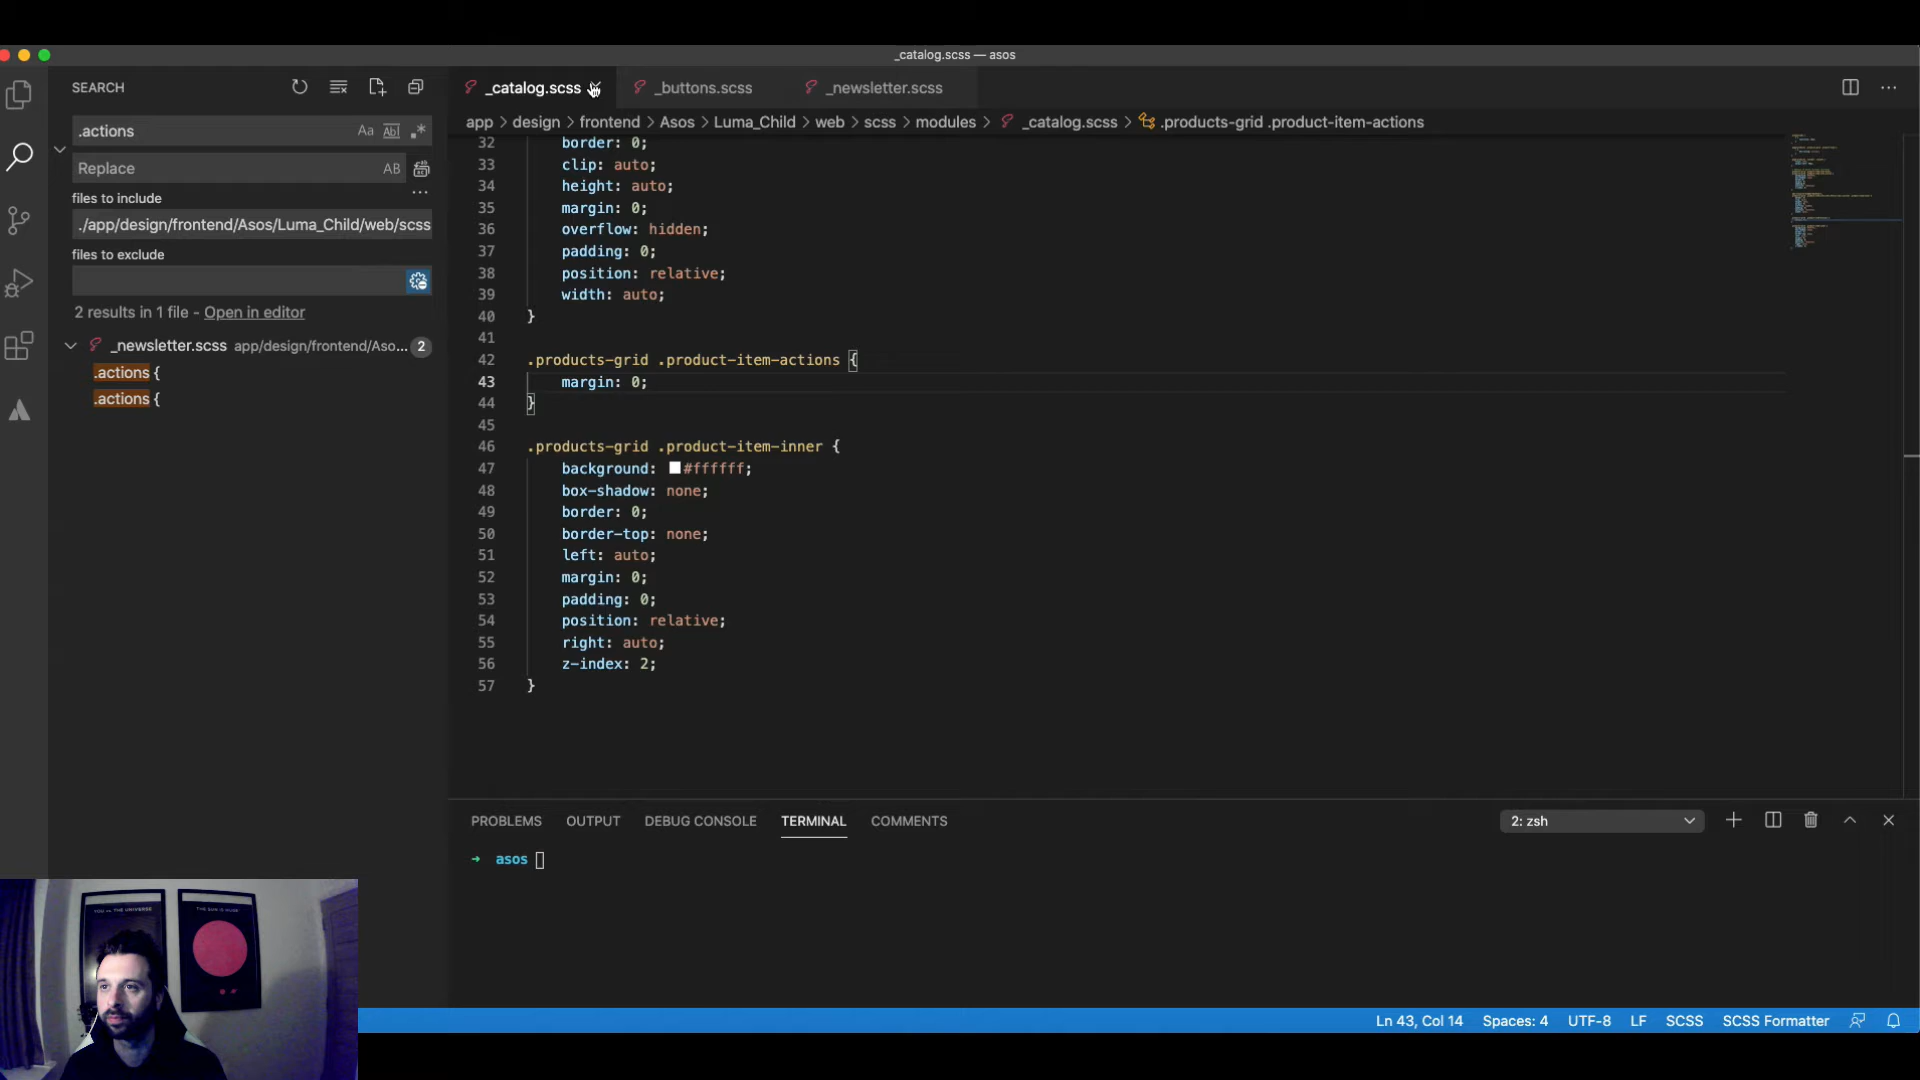 _catalog.scss — asos
SEARCH
_catalog.scss
_buttons.scss
_newsletter.scss
.actions
Aa
Ab
.*
app > design > frontend > Asos > Luma_Child > web > scss > modules > _catalog.scss > .products-grid .product-item-actions
Replace
AB
files to include
./app/design/frontend/Asos/Luma_Child/web/scss
files to exclude
2 results in 1 file - Open in editor
_newsletter.scss app/design/frontend/Aso... 2
.actions {
.actions {
32 border: 0;
33 clip: auto;
34 height: auto;
35 margin: 0;
36 overflow: hidden;
37 padding: 0;
38 position: relative;
39 width: auto;
40 }
41
42 .products-grid .product-item-actions {
43 margin: 0;
44 }
45
46 .products-grid .product-item-inner {
47 background: #ffffff;
48 box-shadow: none;
49 border: 0;
50 border-top: none;
51 left: auto;
52 margin: 0;
53 padding: 0;
54 position: relative;
55 right: auto;
56 z-index: 2;
57 }
PROBLEMS OUTPUT DEBUG CONSOLE TERMINAL COMMENTS
2: zsh
→ asos
THE SUN IS HUGE
Ln 43, Col 14 Spaces: 4 UTF-8 LF SCSS SCSS Formatter